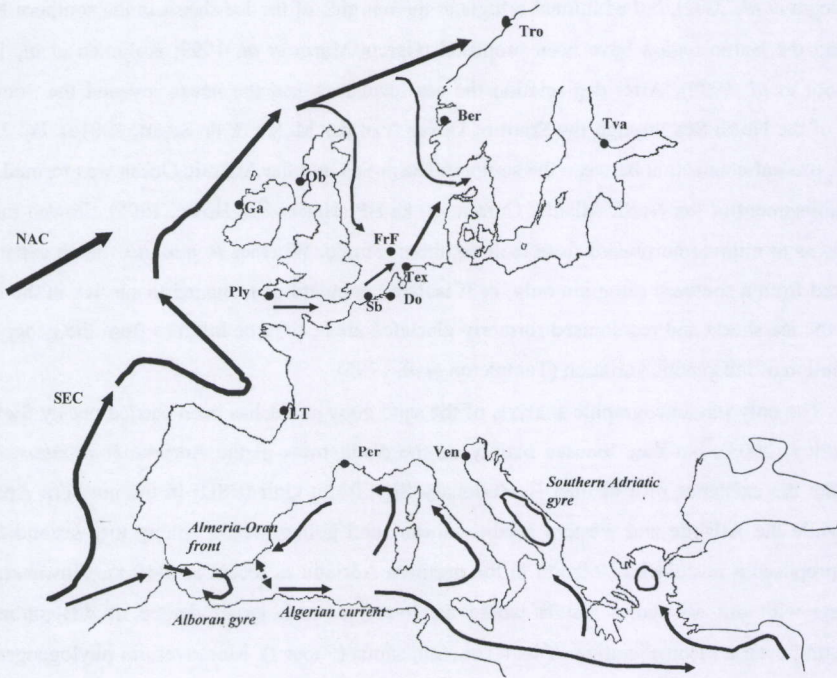 Tro
Ber
Tva
Ob
NAC
FrF
Tex
Ply
Sb
Do
SEC
LT
Per
Ven
Southern Adriatic
gyre
Almeria-Oran
front
Alboran gyre
Algerian current